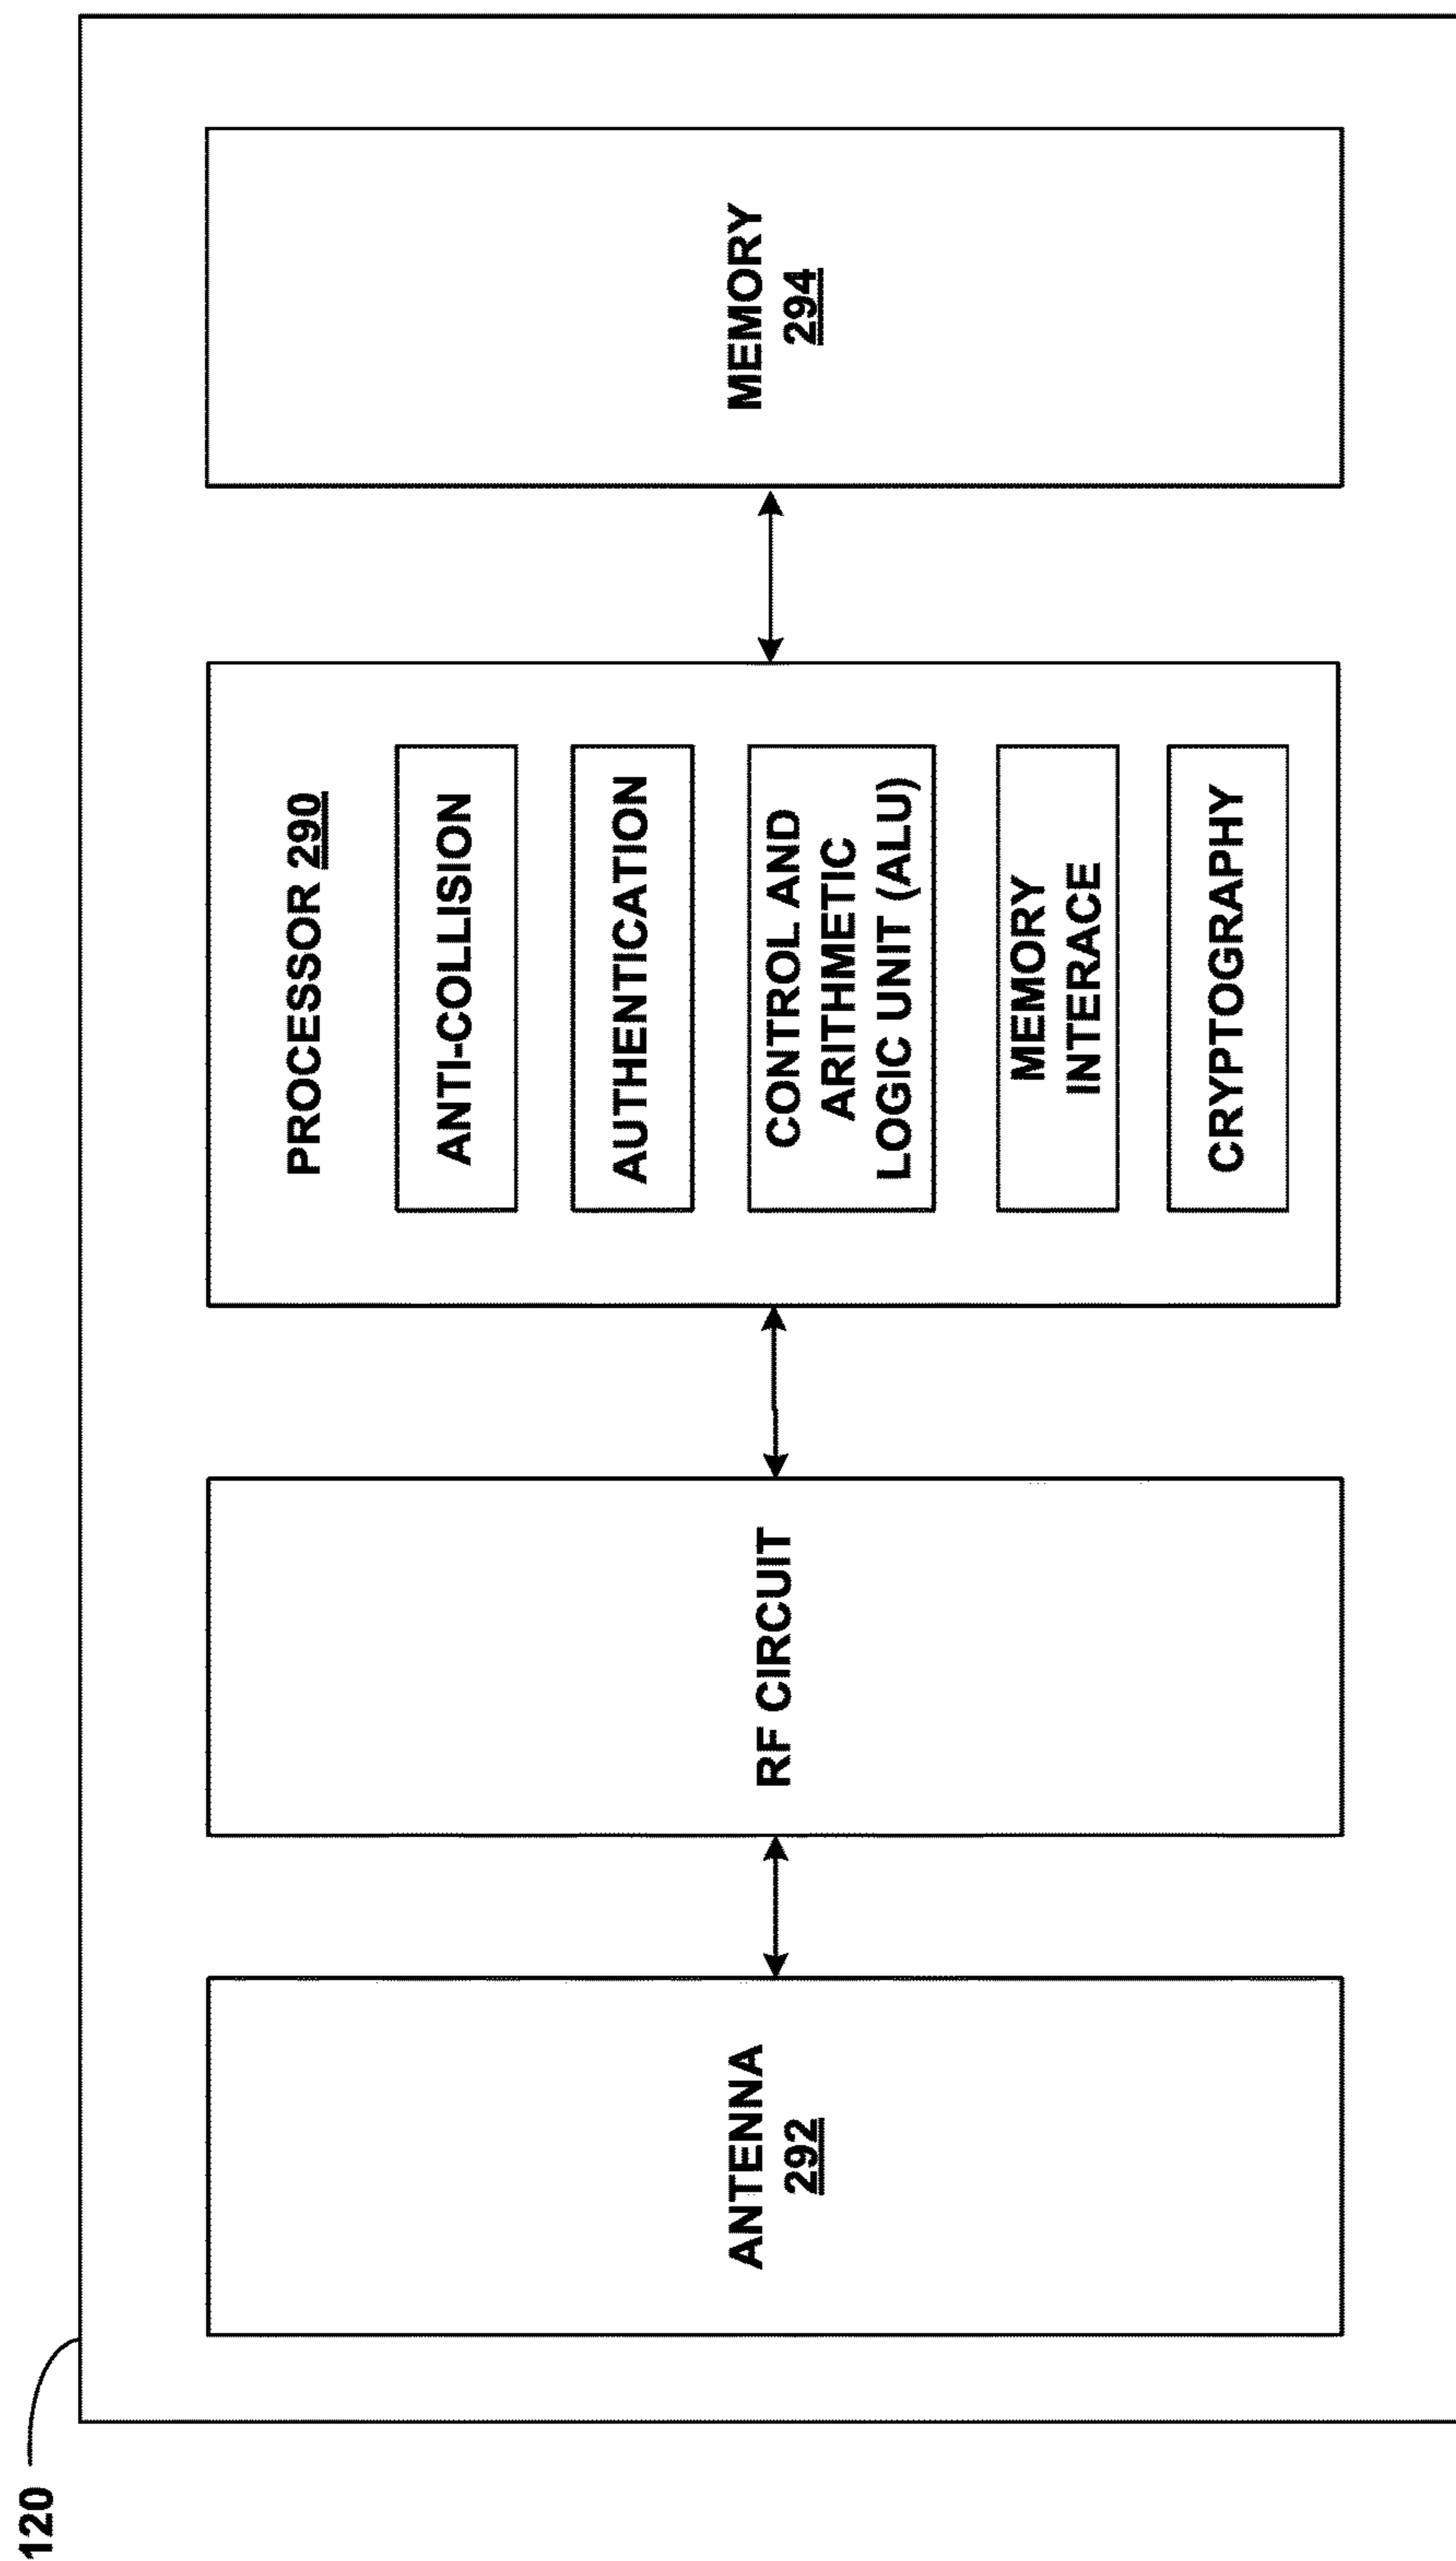 120
ANTENNA
292
RF CIRCUIT
PROCESSOR 290
ANTI-COLLISION
AUTHENTICATION
CONTROL AND
ARITHMETIC
LOGIC UNIT (ALU)
MEMORY
INTERACE
CRYPTOGRAPHY
MEMORY
294